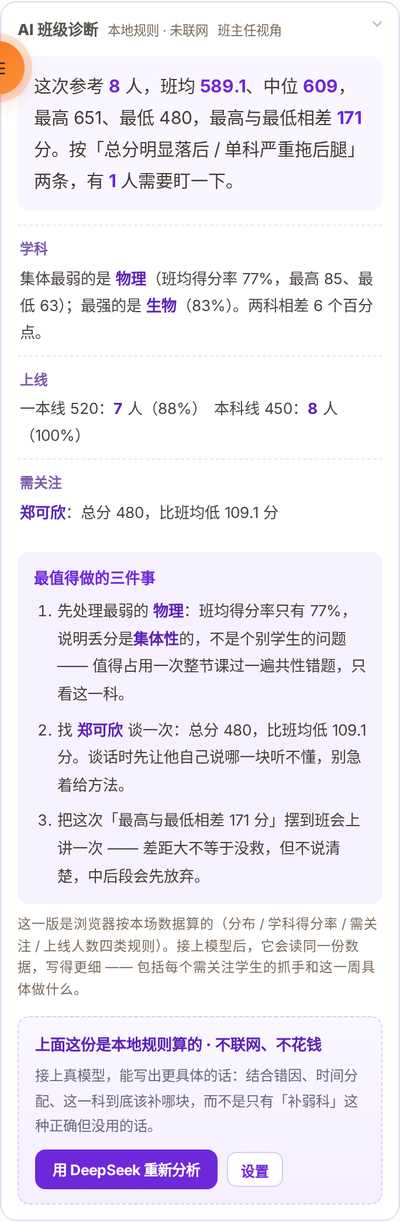 AI 班级诊断 本地规则 · 未联网 班主任视角
这次参考 8 人，班均 589.1、中位 609，
最高 651、最低 480，最高与最低相差 171
分。按「总分明显落后 / 单科严重拖后腿」
两条，有 1 人需要盯一下。
学科
集体最弱的是 物理（班均得分率 77%，最高 85、最
低 63）；最强的是 生物（83%）。两科相差 6 个百分
点。
上线
一本线 520：7 人（88%） 本科线 450：8 人
（100%）
需关注
郑可欣：总分 480，比班均低 109.1 分
最值得做的三件事
1. 先处理最弱的 物理：班均得分率只有 77%，
说明丢分是集体性的，不是个别学生的问题
—— 值得占用一次整节课过一遍共性错题，只
看这一科。
2. 找 郑可欣 谈一次：总分 480，比班均低 109.1
分。谈话时先让他自己说哪一块听不懂，别急
着给方法。
3. 把这次「最高与最低相差 171 分」摆到班会上
讲一次 —— 差距大不等于没救，但不说清
楚，中后段会先放弃。
这一版是浏览器按本场数据算的（分布 / 学科得分率 / 需关
注 / 上线人数四类规则）。接上模型后，它会读同一份数
据，写得更细 —— 包括每个需关注学生的抓手和这一周具
体做什么。
上面这份是本地规则算的 · 不联网、不花钱
接上真模型，能写出更具体的话：结合错因、时间分
配、这一科到底该补哪块，而不是只有「补弱科」这
种正确但没用的话。
用 DeepSeek 重新分析 设置